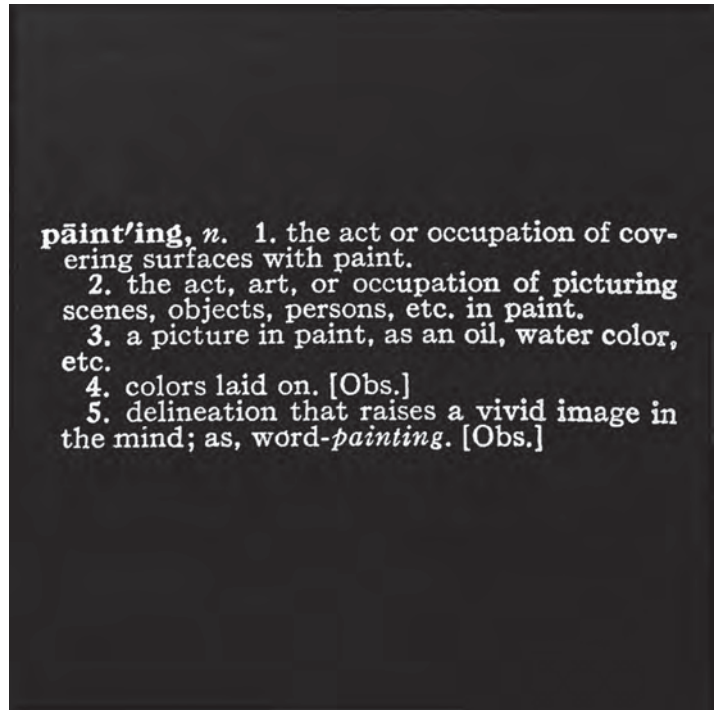 pāint′ing, n. 1. the act or occupation of cov-
ering surfaces with paint.
2. the act, art, or occupation of picturing
scenes, objects, persons, etc. in paint.
3. a picture in paint, as an oil, water color,
etc.
4. colors laid on. [Obs.]
5. delineation that raises a vivid image in
the mind; as, word-painting. [Obs.]